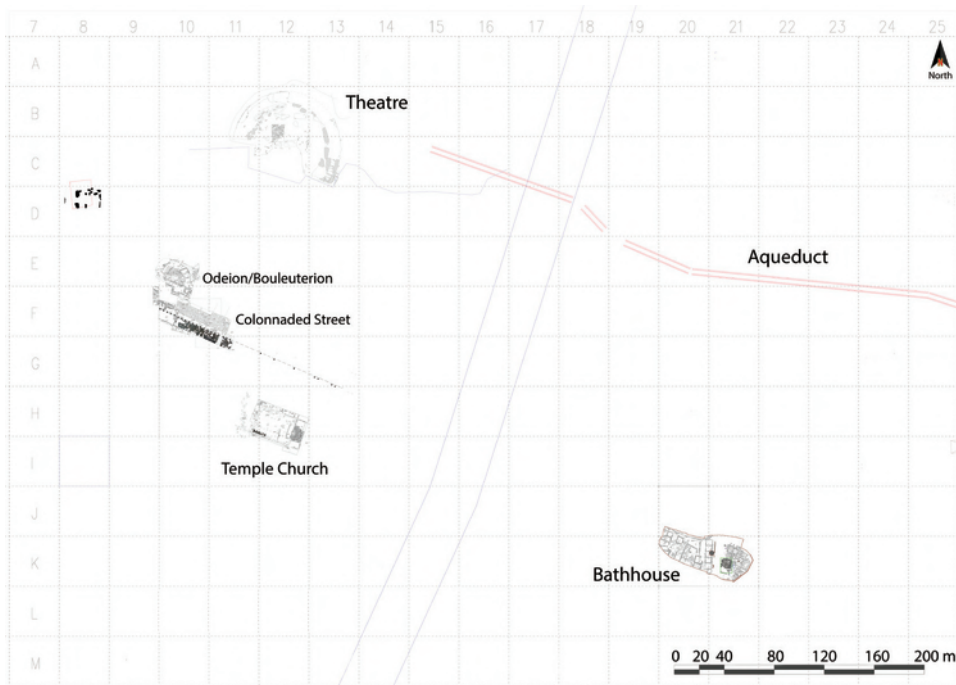 7 8 9 10 11 12 13 14 15 16 17 18 19 20 21 22 23 24 25
A
North
B
Theatre
C
D
E
Aqueduct
Odeion/Bouleuterion
F
Colonnaded Street
G
H
I
Temple Church
J
K
Bathhouse
L
M
0 20 40 80 120 160 200 m